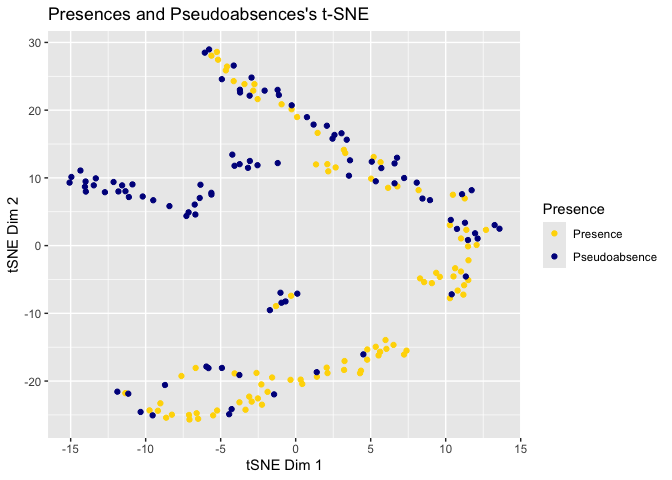 Presences and Pseudoabsences's t-SNE
30
20
10
0
-10
-20
tSNE Dim 2
-15
-10
-5
0
5
10
15
tSNE Dim 1
Presence
Presence
Pseudoabsence